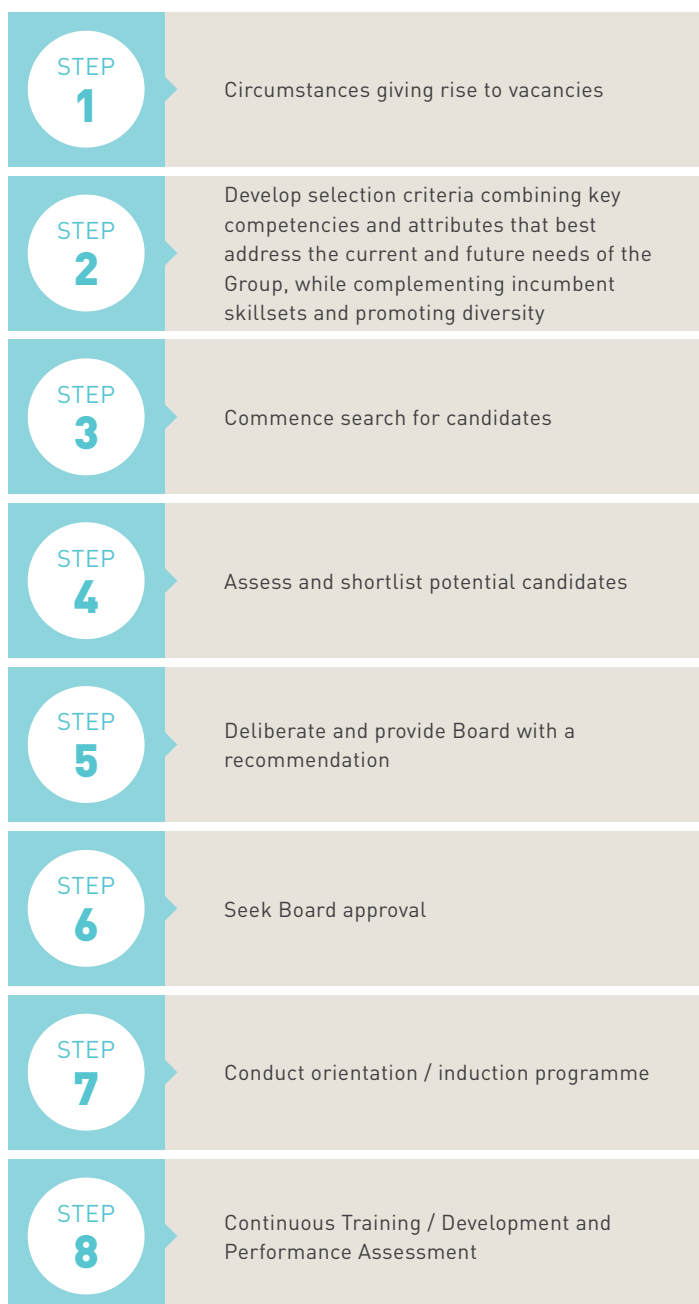 STEP
1
Circumstances giving rise to vacancies
STEP
2
Develop selection criteria combining key
competencies and attributes that best
address the current and future needs of the
Group, while complementing incumbent
skillsets and promoting diversity
STEP
3
Commence search for candidates
STEP
4
Assess and shortlist potential candidates
STEP
5
Deliberate and provide Board with a
recommendation
STEP
6
Seek Board approval
STEP
7
Conduct orientation / induction programme
STEP
8
Continuous Training / Development and
Performance Assessment